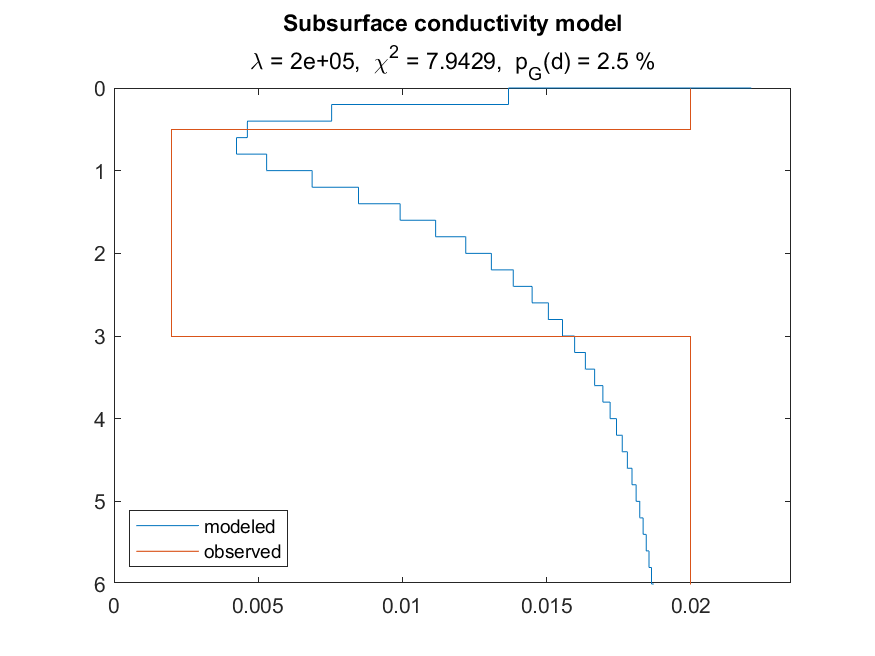 Subsurface conductivity model
λ = 2e+05, χ² = 7.9429, p_G(d) = 2.5 %
0
1
2
3
4
5
6
modeled
observed
0 0.005 0.01 0.015 0.02